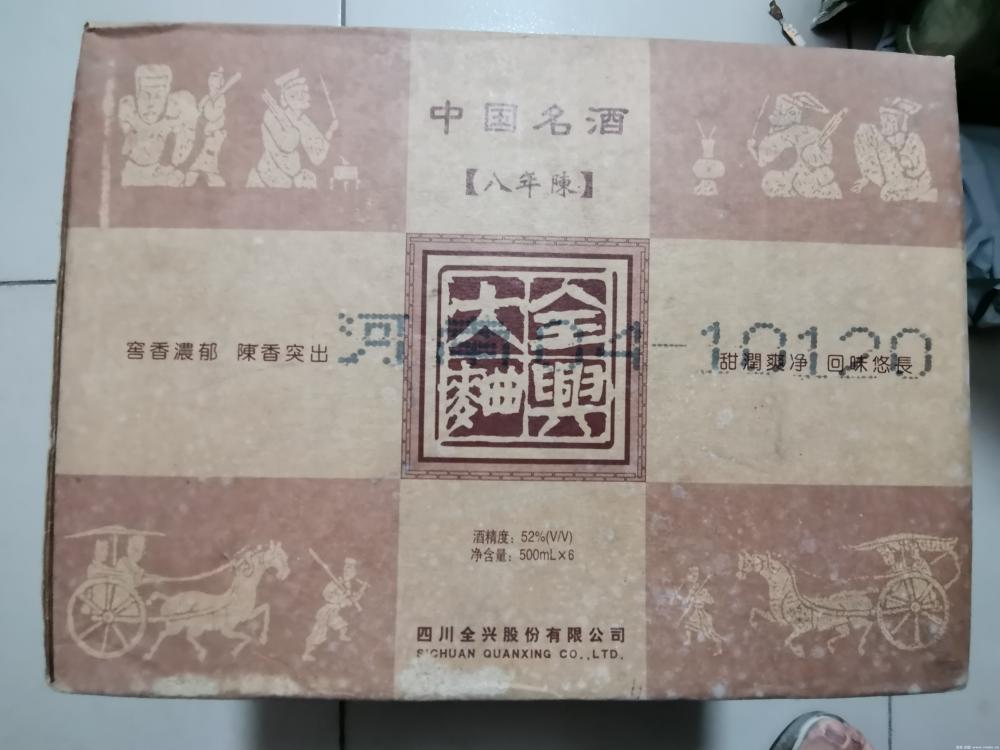 中国名酒
【八年陳】
窖香濃郁 陳香突出
全興
大麯
河南04-10120
甜潤爽净 回味悠長
酒精度：52%(V/V)
净含量：500mL×6
四川全兴股份有限公司
SICHUAN QUANXING CO.,LTD.